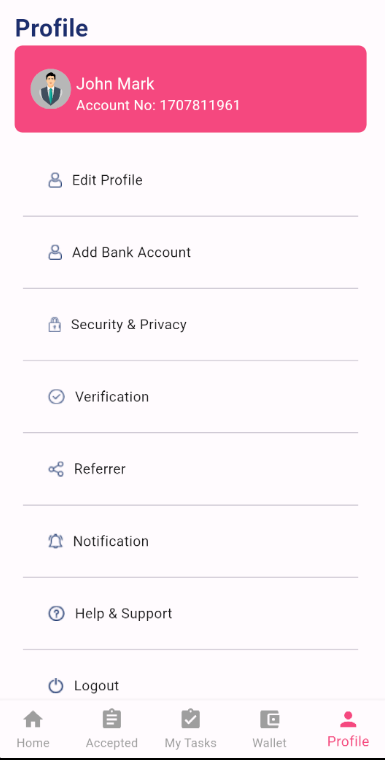 Profile
John Mark
Account No: 1707811961
Edit Profile
Add Bank Account
Security & Privacy
Verification
Referrer
Notification
Help & Support
Logout
Home
Accepted
My Tasks
Wallet
Profile